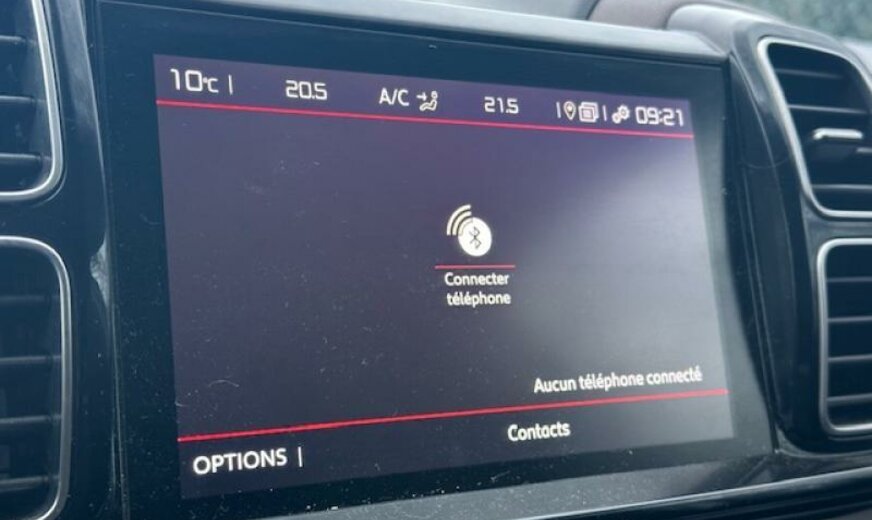 10°C | 20.5 A/C 21.5 | | 09:21
Connecter
téléphone
Aucun téléphone connecté
OPTIONS | Contacts